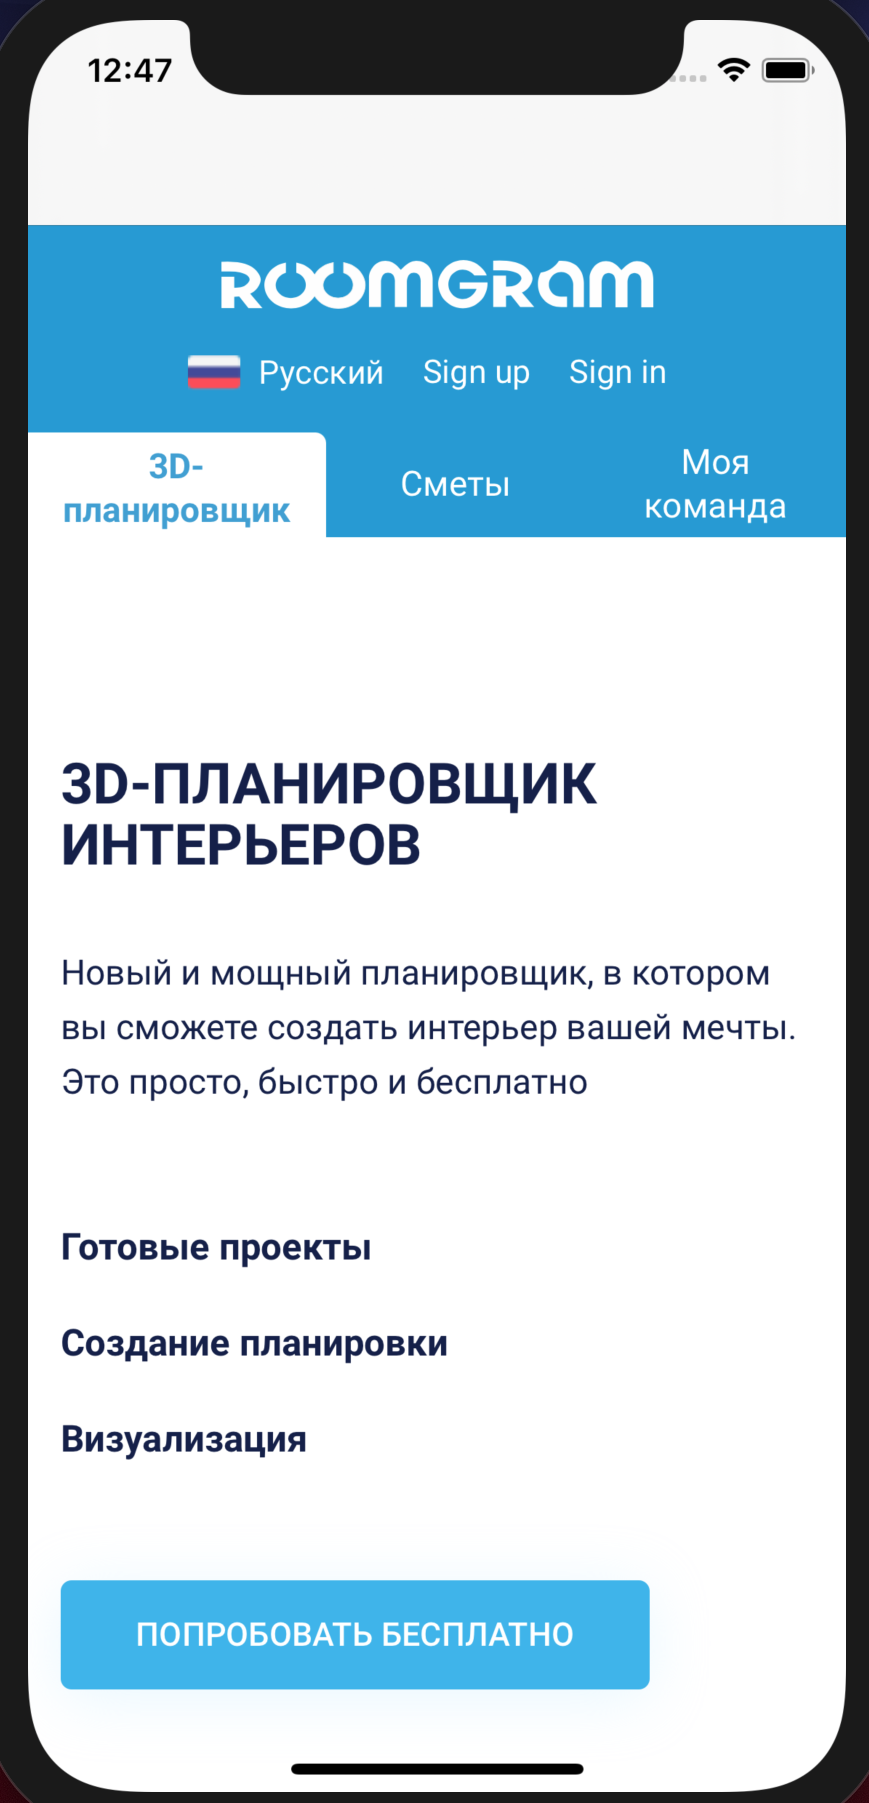 12:47
ROOMGRAM
Русский Sign up Sign in
3D-
планировщик
Сметы
Моя
команда
3D-ПЛАНИРОВЩИК
ИНТЕРЬЕРОВ
Новый и мощный планировщик, в котором
вы сможете создать интерьер вашей мечты.
Это просто, быстро и бесплатно
Готовые проекты
Создание планировки
Визуализация
ПОПРОБОВАТЬ БЕСПЛАТНО